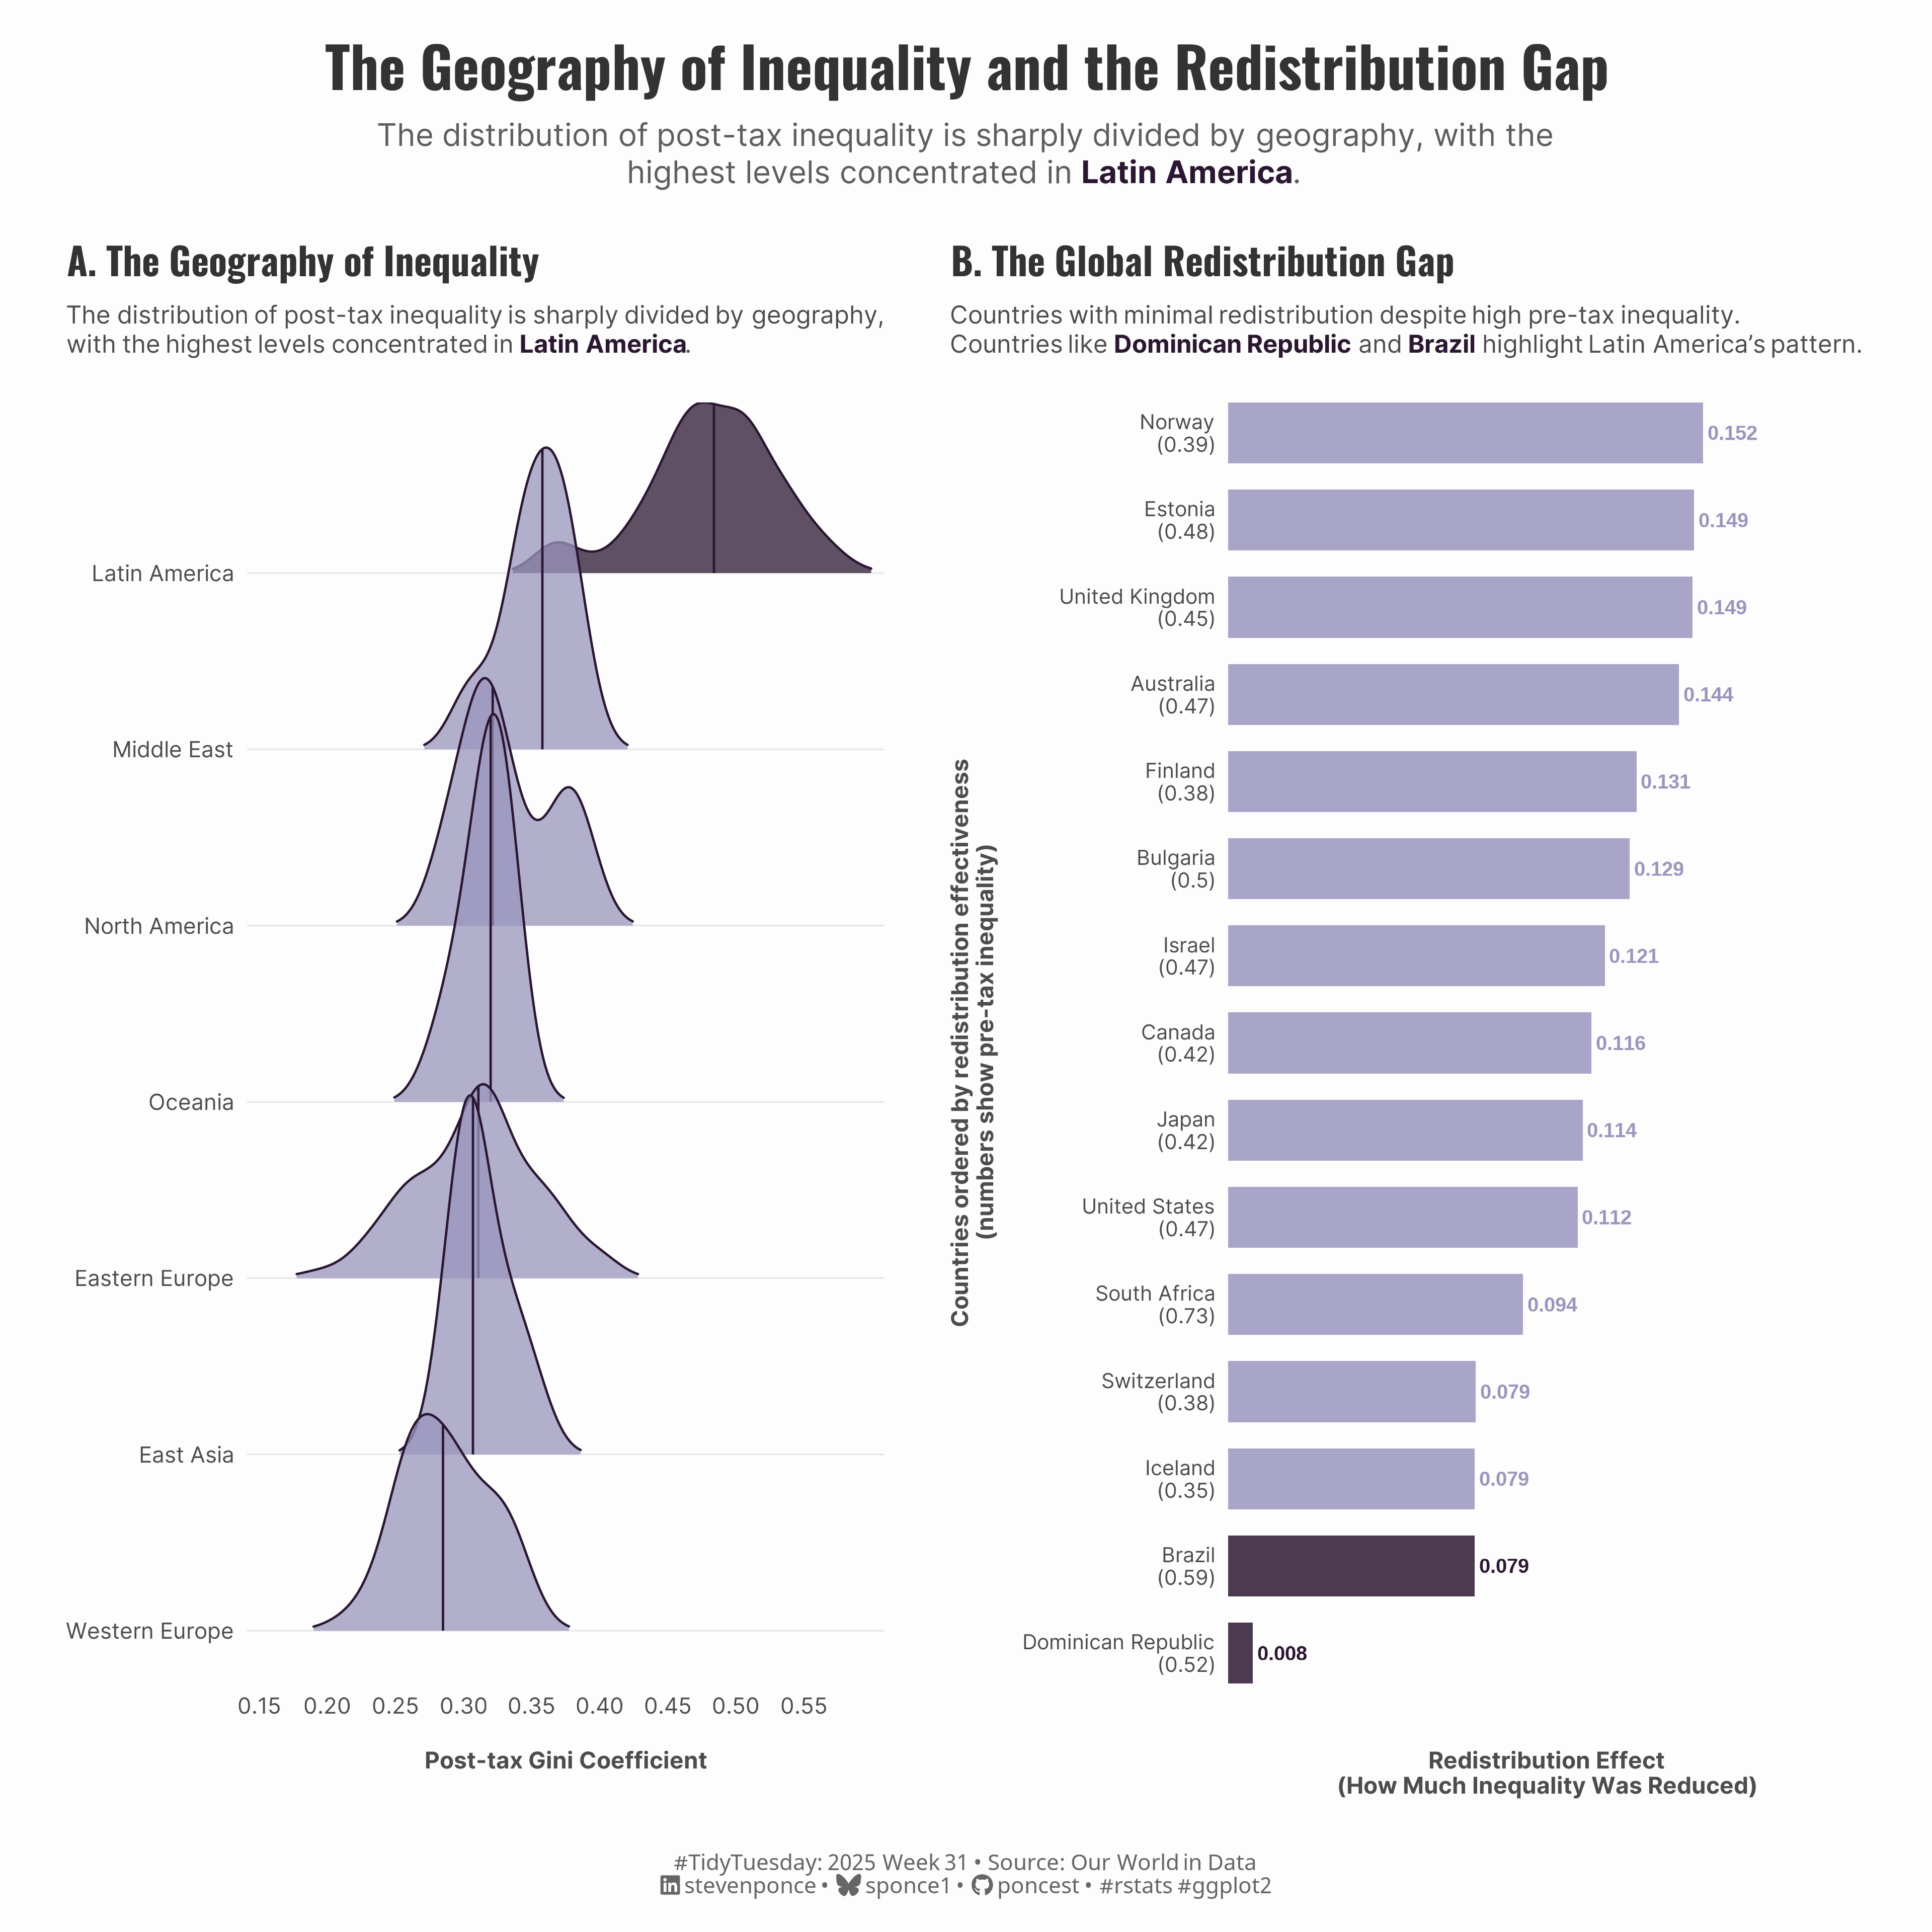 The Geography of Inequality and the Redistribution Gap
The distribution of post-tax inequality is sharply divided by geography, with the
highest levels concentrated in Latin America.
A. The Geography of Inequality
The distribution of post-tax inequality is sharply divided by geography,
with the highest levels concentrated in Latin America.
Latin America
Middle East
North America
Oceania
Eastern Europe
East Asia
Western Europe
0.15 0.20 0.25 0.30 0.35 0.40 0.45 0.50 0.55
Post-tax Gini Coefficient
B. The Global Redistribution Gap
Countries with minimal redistribution despite high pre-tax inequality.
Countries like Dominican Republic and Brazil highlight Latin America's pattern.
Countries ordered by redistribution effectiveness
(numbers show pre-tax inequality)
Norway
(0.39)
0.152
Estonia
(0.48)
0.149
United Kingdom
(0.45)
0.149
Australia
(0.47)
0.144
Finland
(0.38)
0.131
Bulgaria
(0.5)
0.129
Israel
(0.47)
0.121
Canada
(0.42)
0.116
Japan
(0.42)
0.114
United States
(0.47)
0.112
South Africa
(0.73)
0.094
Switzerland
(0.38)
0.079
Iceland
(0.35)
0.079
Brazil
(0.59)
0.079
Dominican Republic
(0.52)
0.008
Redistribution Effect
(How Much Inequality Was Reduced)
#TidyTuesday: 2025 Week 31 • Source: Our World in Data
in stevenponce • sponce1 • poncest • #rstats #ggplot2